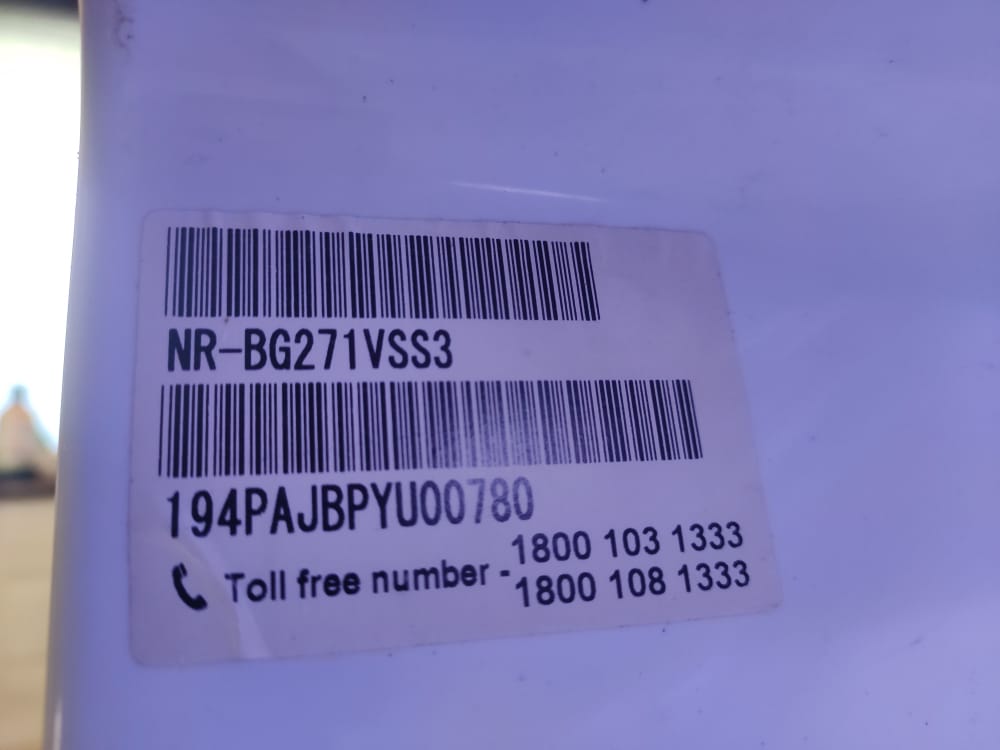 NR-BG271VSS3
194PAJBPYU00780
Toll free number - 1800 103 1333
1800 108 1333